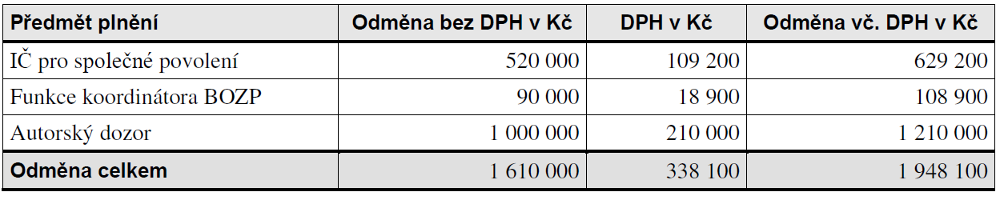 Předmět plnění Odměna bez DPH v Kč DPH v Kč Odměna vč. DPH v Kč
IČ pro společné povolení 520 000 109 200 629 200
Funkce koordinátora BOZP 90 000 18 900 108 900
Autorský dozor 1 000 000 210 000 1 210 000
Odměna celkem 1 610 000 338 100 1 948 100